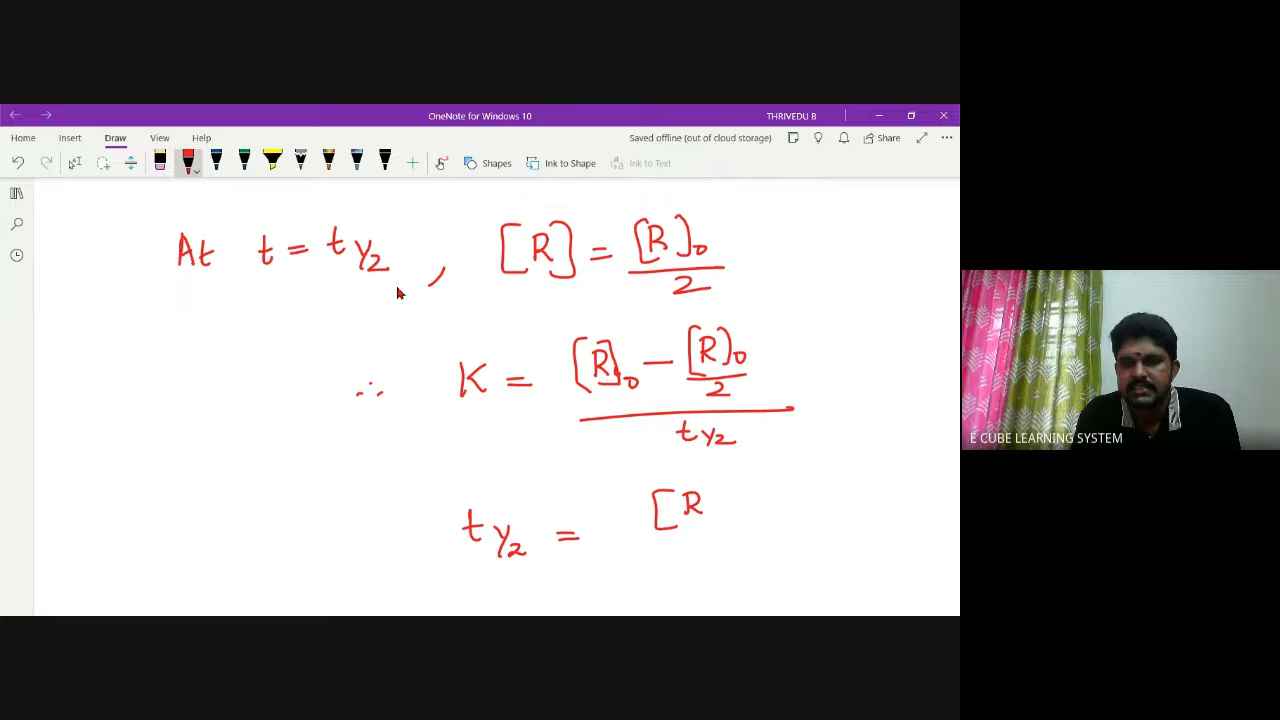 OneNote for Windows 10
THRIVEDU B
Home Insert Draw View Help
Saved offline (out of cloud storage)
Share
Shapes
Ink to Shape
Ink to Text
At t = t1/2 , [R] = [R]0/2
∴ K = ([R]0 − [R]0/2)/t1/2
t1/2 = [R
E CUBE LEARNING SYSTEM